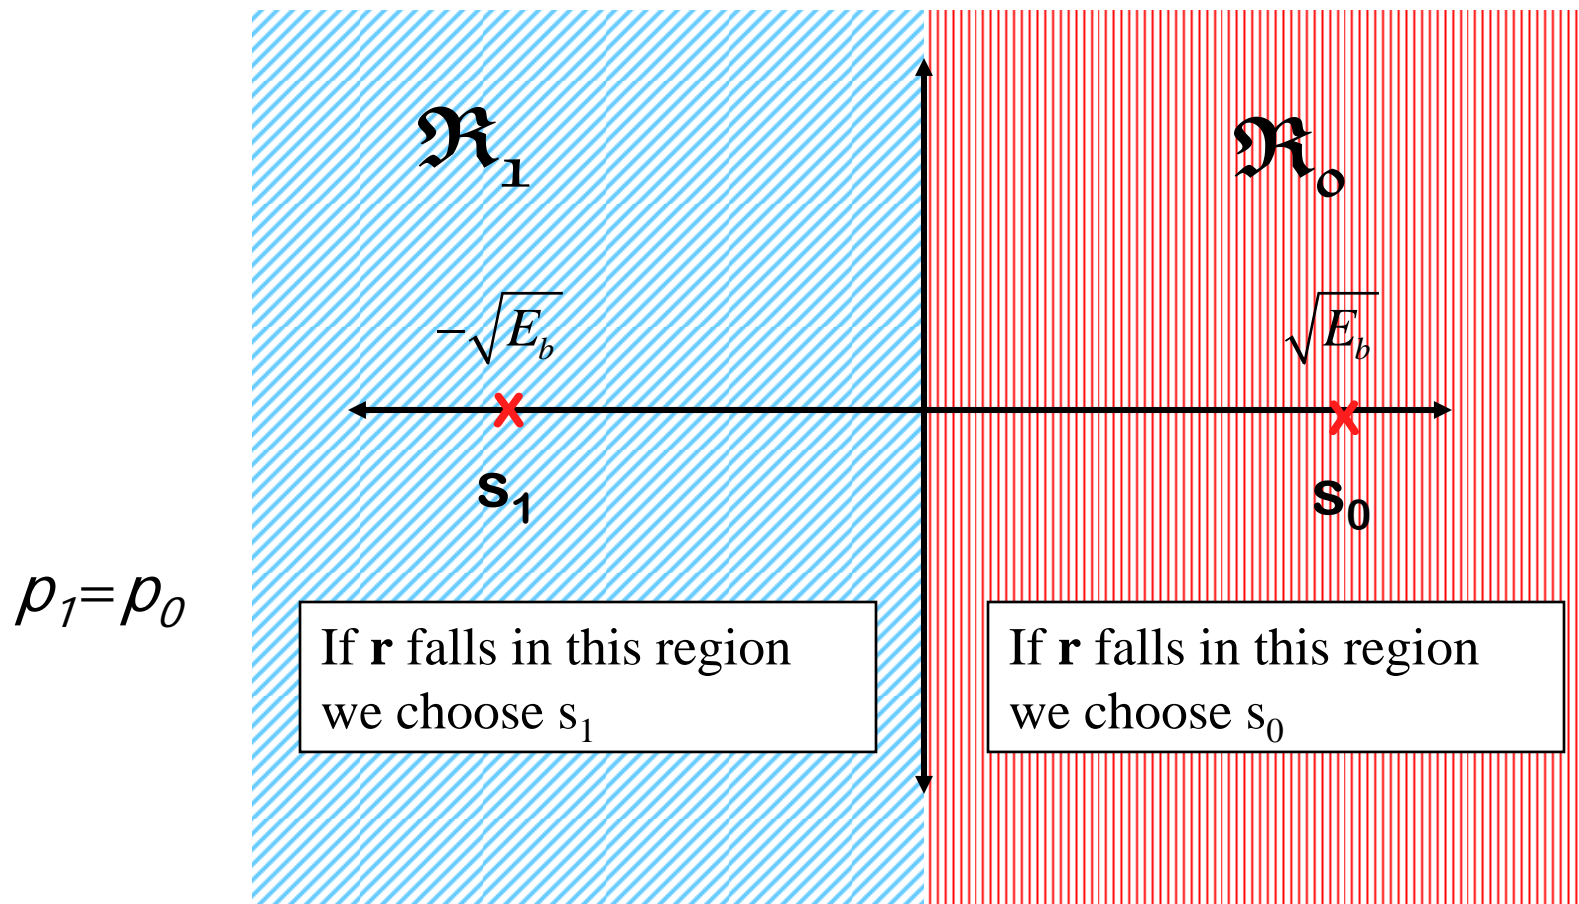 ℜ₁
ℜ₀
−√E_b
√E_b
s₁
s₀
p₁=p₀
If r falls in this region
we choose s₁
If r falls in this region
we choose s₀